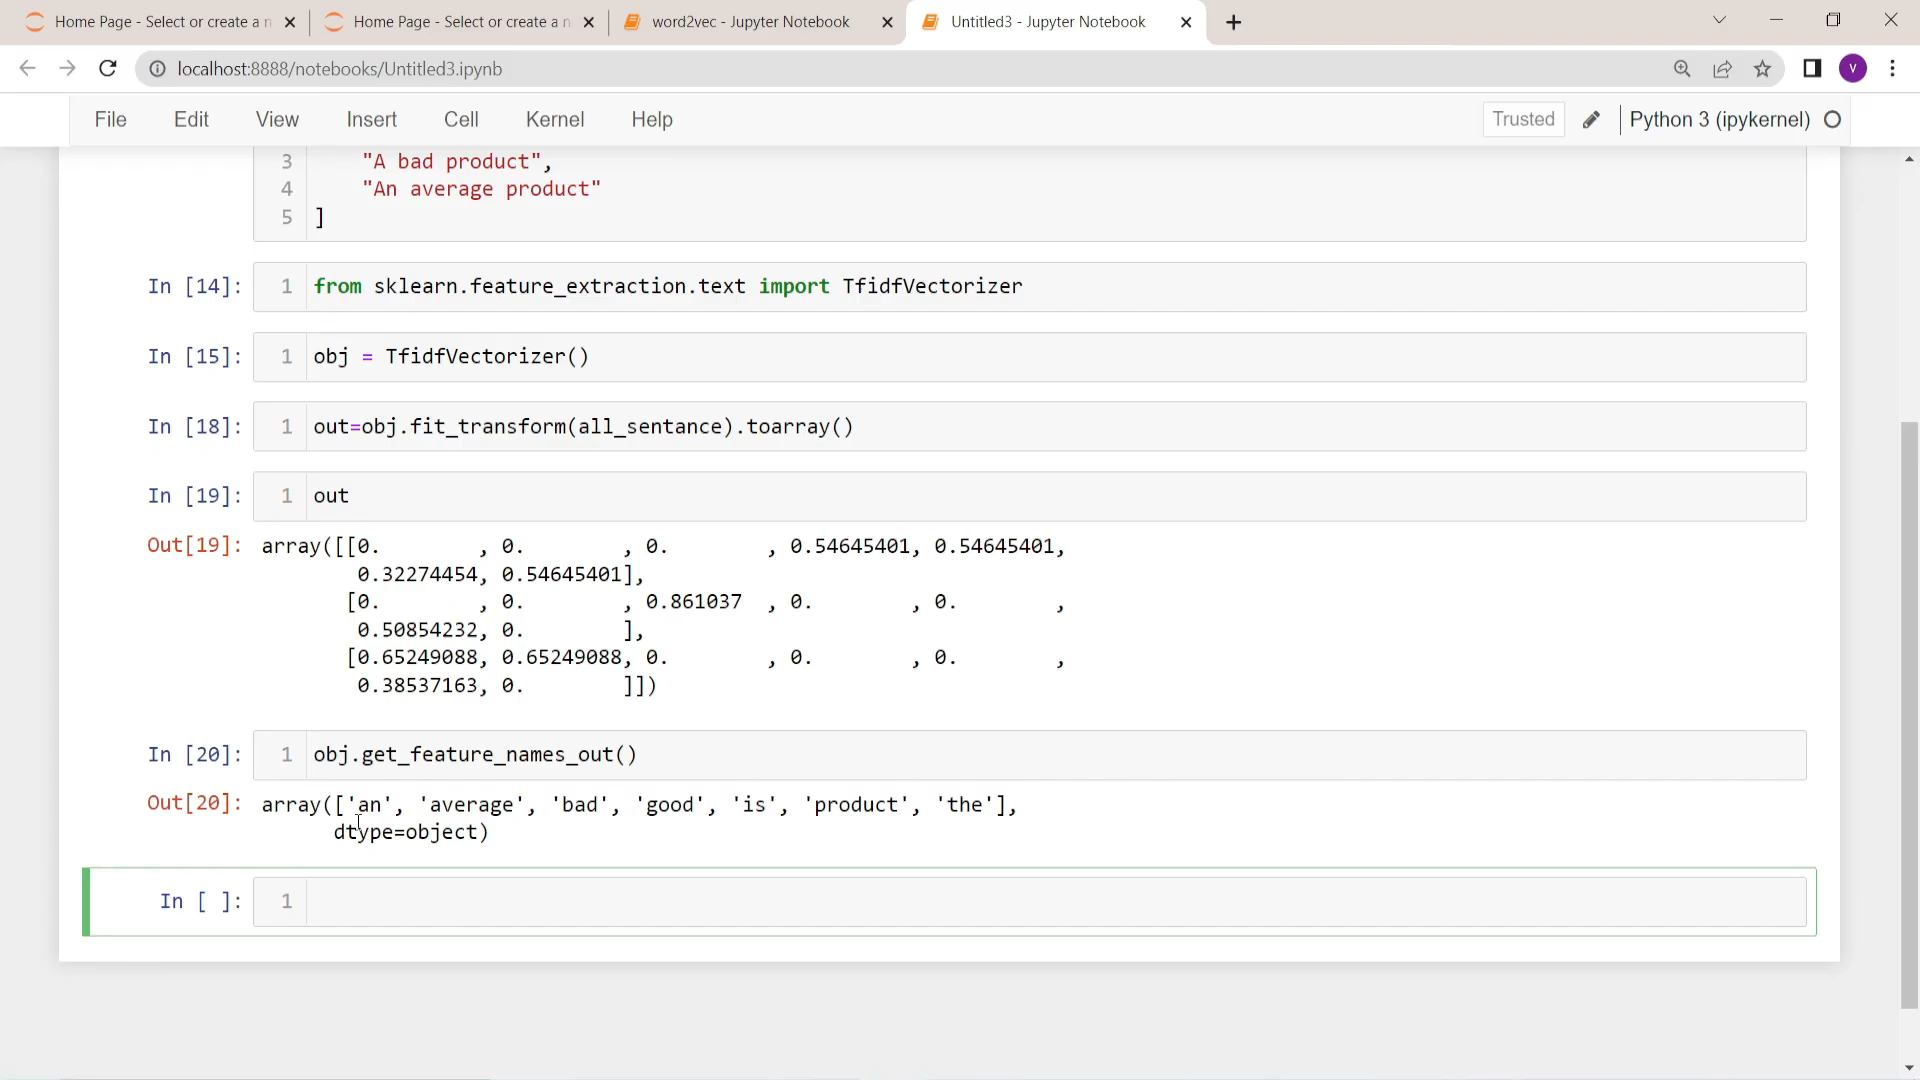 Home Page - Select or create a n
Home Page - Select or create a n
word2vec - Jupyter Notebook
Untitled3 - Jupyter Notebook
localhost:8888/notebooks/Untitled3.ipynb
V
File Edit View Insert Cell Kernel Help
Trusted
Python 3 (ipykernel)
3 "A bad product",
4 "An average product"
5 ]
In [14]: 1 from sklearn.feature_extraction.text import TfidfVectorizer
In [15]: 1 obj = TfidfVectorizer()
In [18]: 1 out=obj.fit_transform(all_sentance).toarray()
In [19]: 1 out
Out[19]: array([[0. , 0. , 0. , 0.54645401, 0.54645401,
0.32274454, 0.54645401],
[0. , 0. , 0.861037 , 0. , 0. ,
0.50854232, 0. ],
[0.65249088, 0.65249088, 0. , 0. , 0. ,
0.38537163, 0. ]])
In [20]: 1 obj.get_feature_names_out()
Out[20]: array(['an', 'average', 'bad', 'good', 'is', 'product', 'the'],
dtype=object)
In [ ]: 1